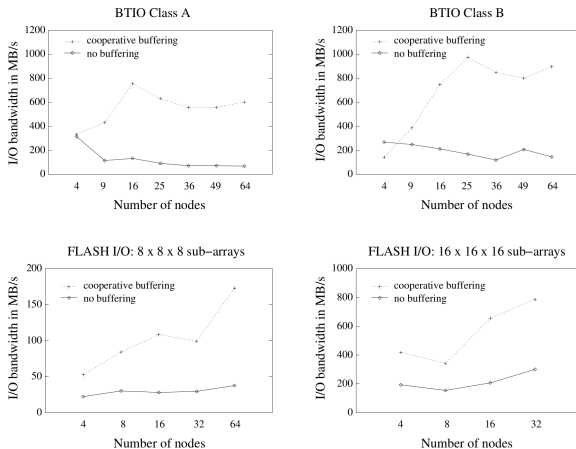 BTIO Class A
1200
1000
800
600
400
200
0
I/O bandwidth in MB/s
cooperative buffering
no buffering
4 9 16 25 36 49 64
Number of nodes
BTIO Class B
1200
1000
800
600
400
200
0
I/O bandwidth in MB/s
cooperative buffering
no buffering
4 9 16 25 36 49 64
Number of nodes
FLASH I/O: 8 x 8 x 8 sub−arrays
200
150
100
50
0
I/O bandwidth in MB/s
cooperative buffering
no buffering
4 8 16 32 64
Number of nodes
FLASH I/O: 16 x 16 x 16 sub−arrays
1000
800
600
400
200
0
I/O bandwidth in MB/s
cooperative buffering
no buffering
4 8 16 32
Number of nodes